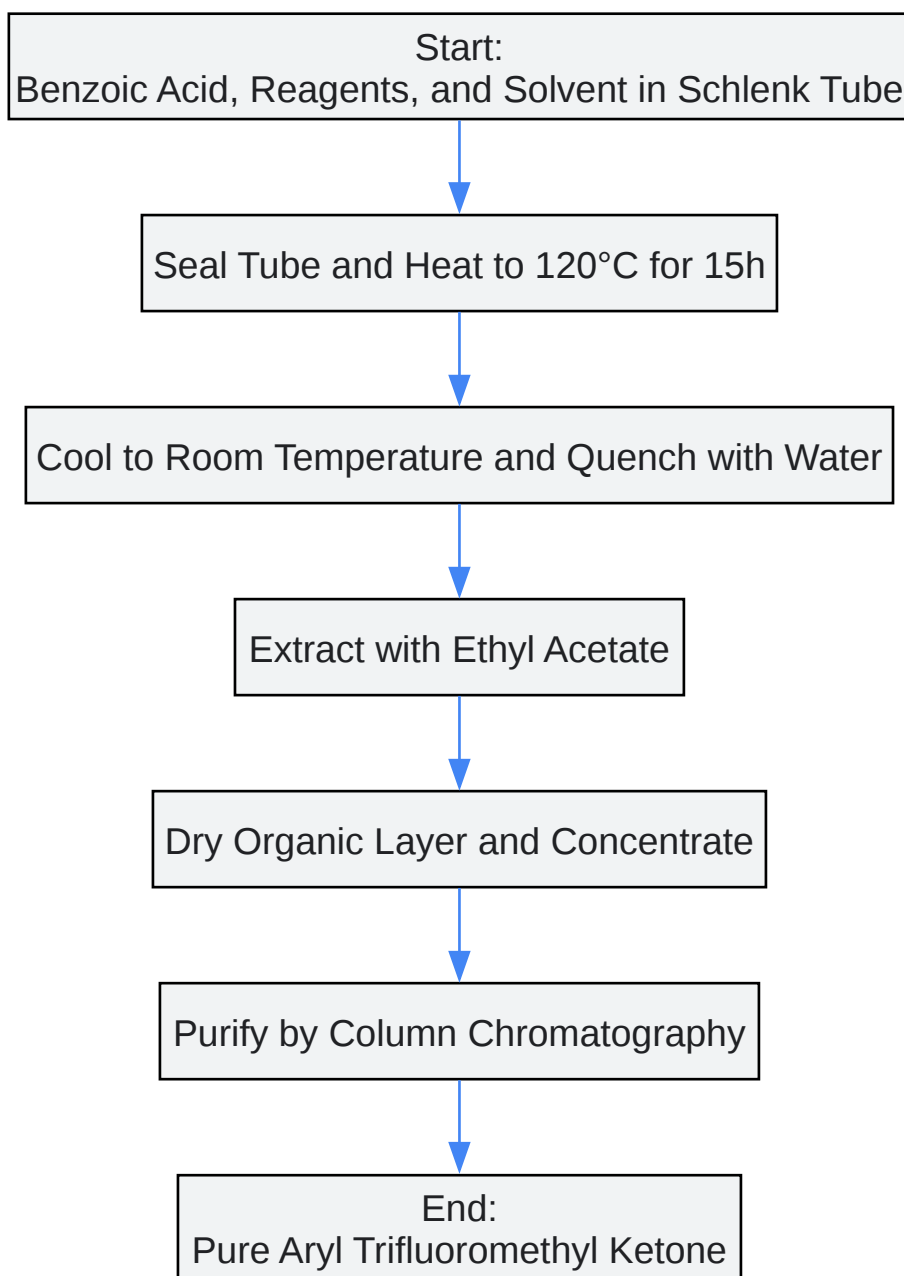 Start:
Benzoic Acid, Reagents, and Solvent in Schlenk Tube
Seal Tube and Heat to 120°C for 15h
Cool to Room Temperature and Quench with Water
Extract with Ethyl Acetate
Dry Organic Layer and Concentrate
Purify by Column Chromatography
End:
Pure Aryl Trifluoromethyl Ketone